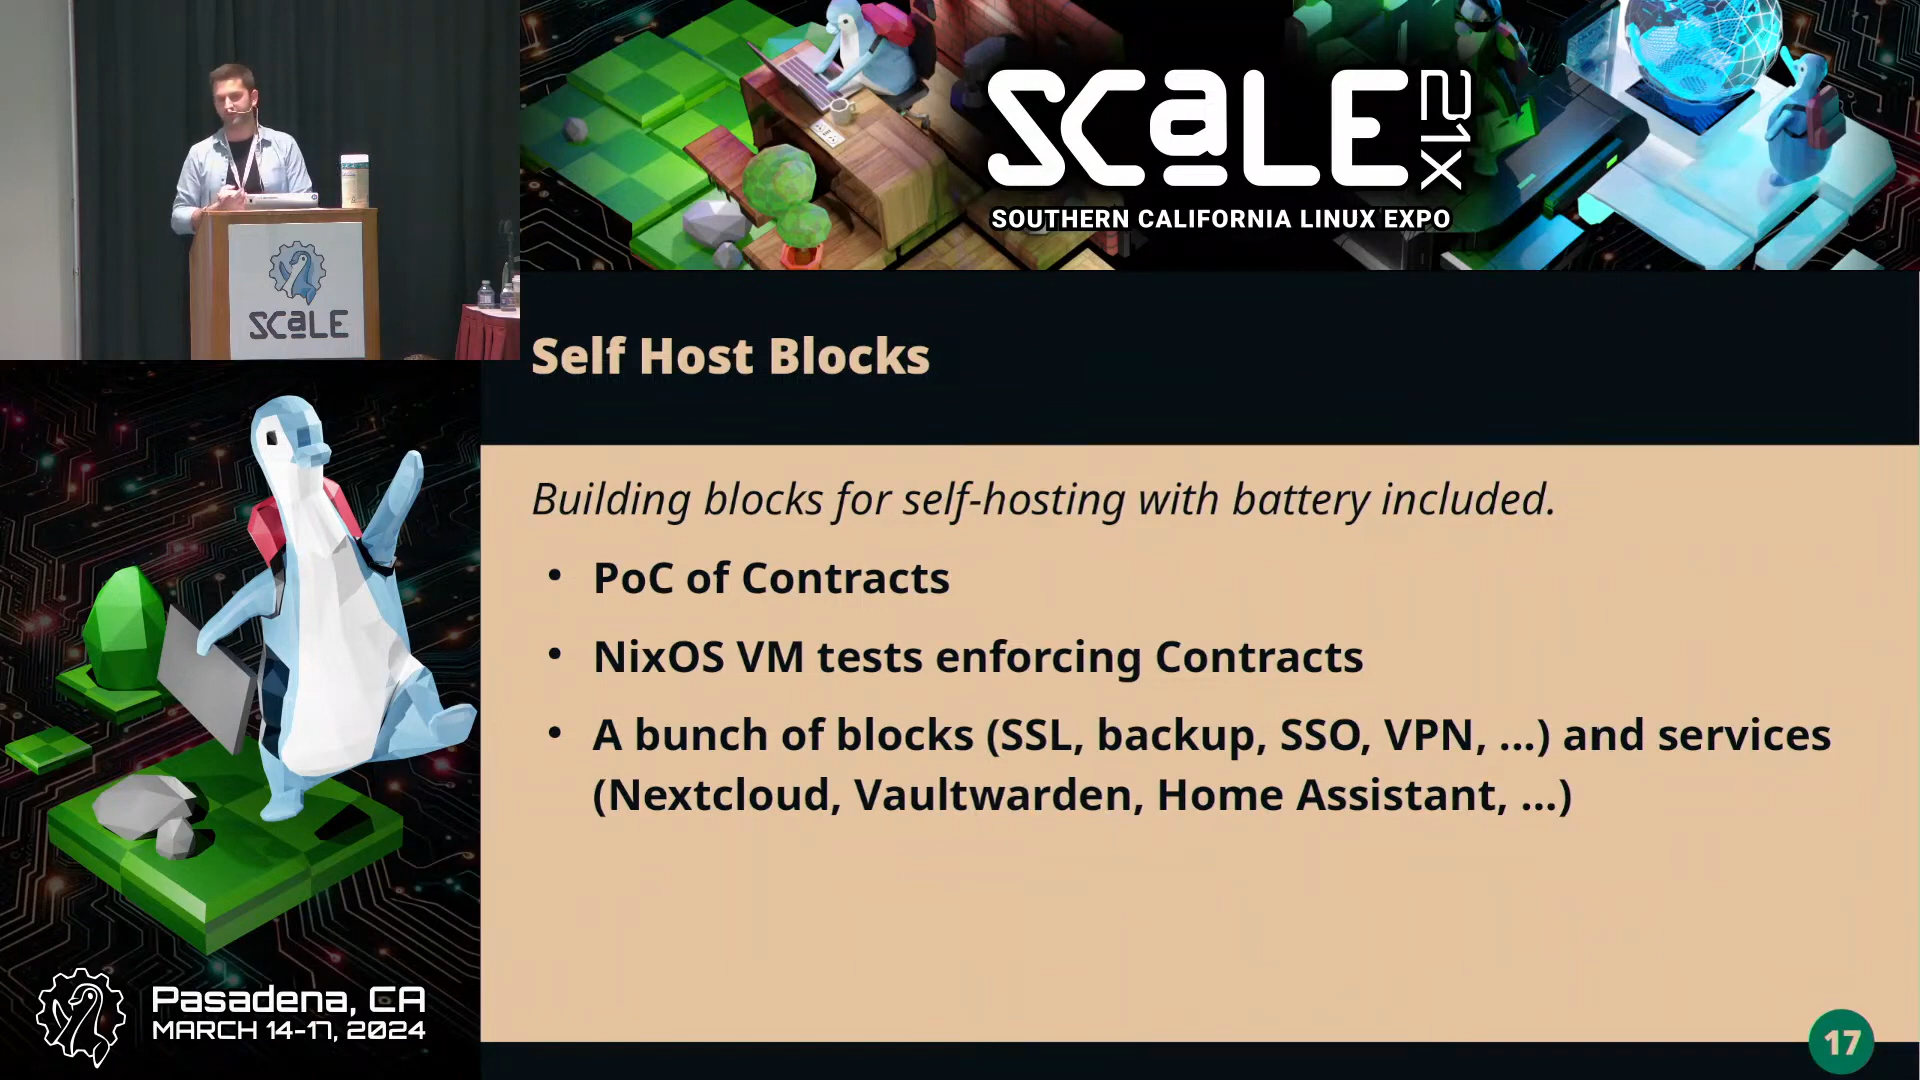 SCaLE 21x
SOUTHERN CALIFORNIA LINUX EXPO
SCaLE
Self Host Blocks
Building blocks for self-hosting with battery included.
• PoC of Contracts
• NixOS VM tests enforcing Contracts
• A bunch of blocks (SSL, backup, SSO, VPN, ...) and services
(Nextcloud, Vaultwarden, Home Assistant, ...)
Pasadena, CA
MARCH 14-17, 2024
17